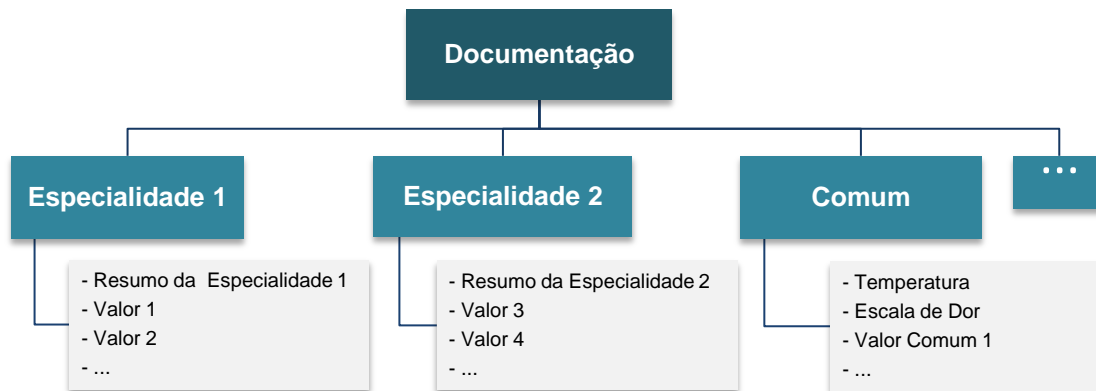 Documentação
Especialidade 1
Especialidade 2
Comum
...
- Resumo da Especialidade 1
- Valor 1
- Valor 2
- ...
- Resumo da Especialidade 2
- Valor 3
- Valor 4
- ...
- Temperatura
- Escala de Dor
- Valor Comum 1
- ...